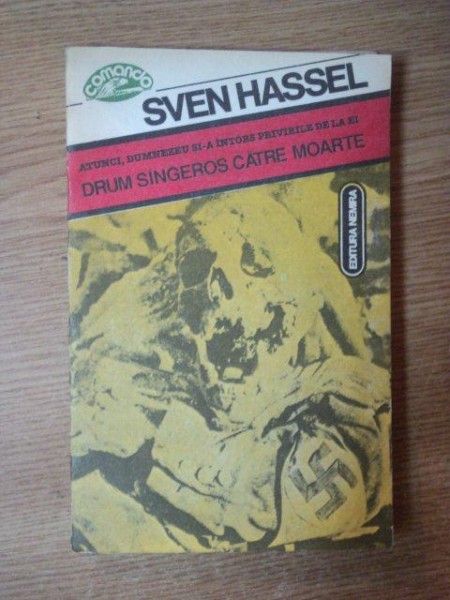 comando
SVEN HASSEL
ATUNCI, DUMNEZEU SI-A INTORS PRIVIRILE DE LA EI
DRUM SINGEROS CATRE MOARTE
EDITURA NEMIRA